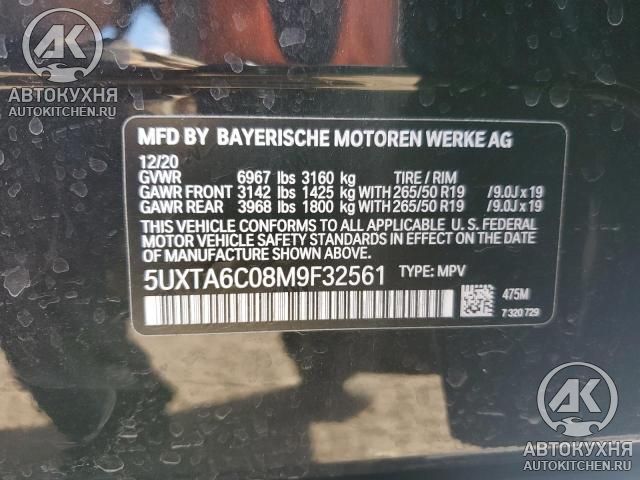 AK
АВТОКУХНЯ
AUTOKITCHEN.RU
MFD BY BAYERISCHE MOTOREN WERKE AG
12/20
GVWR 6967 lbs 3160 kg TIRE / RIM
GAWR FRONT 3142 lbs 1425 kg WITH 265/50 R19 /9.0J x 19
GAWR REAR 3968 lbs 1800 kg WITH 265/50 R19 /9.0J x 19
THIS VEHICLE CONFORMS TO ALL APPLICABLE U. S. FEDERAL
MOTOR VEHICLE SAFETY STANDARDS IN EFFECT ON THE DATE OF
MANUFACTURE SHOWN ABOVE.
5UXTA6C08M9F32561 TYPE: MPV
475M
7 320 729
AK
АВТОКУХНЯ
AUTOKITCHEN.RU